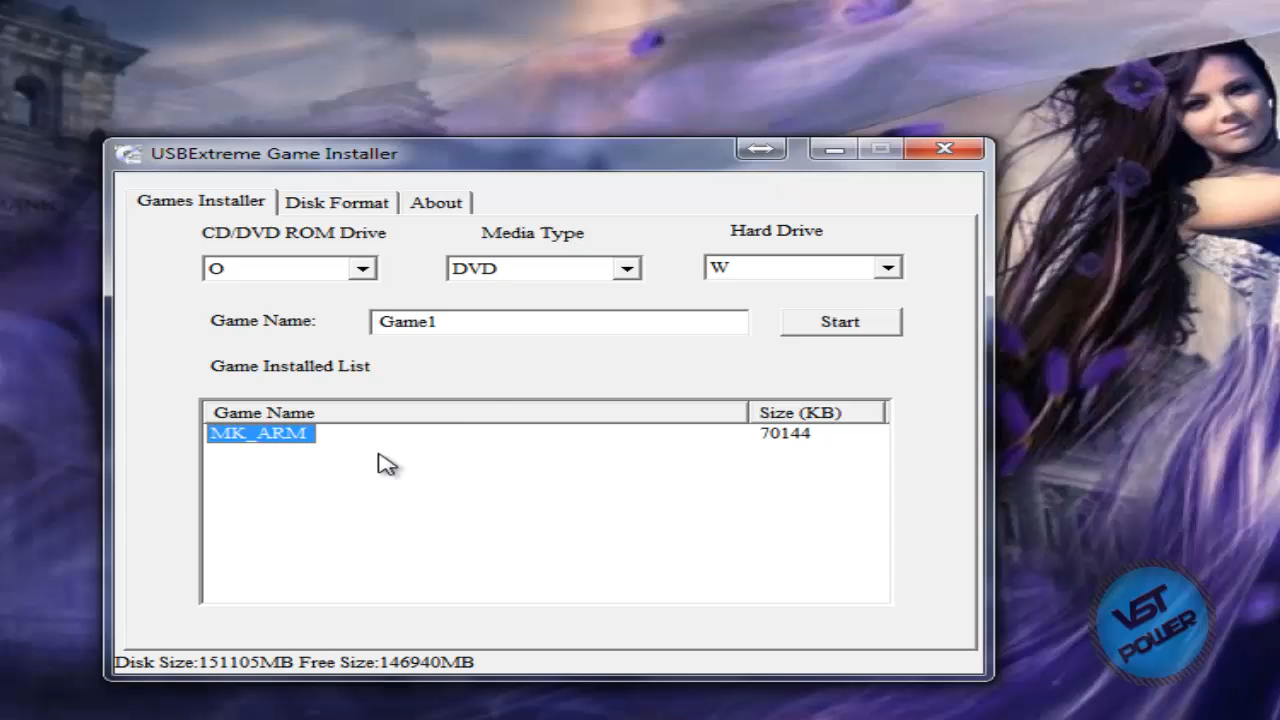 USBExtreme Game Installer
Games Installer Disk Format About
CD/DVD ROM Drive Media Type Hard Drive
O DVD W
Game Name: Game1 Start
Game Installed List
Game Name Size (KB)
MK_ARM 70144
Disk Size:151105MB Free Size:146940MB
VST
POWER